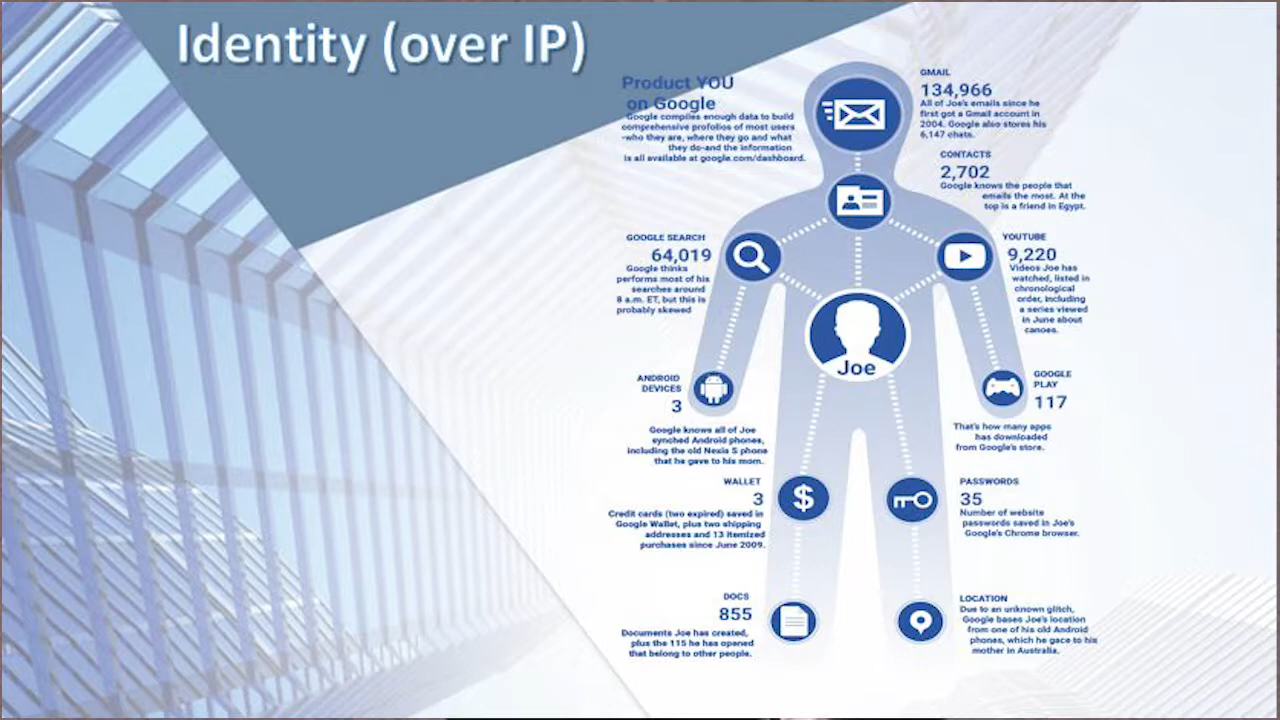 Identity (over IP)
Product YOU
on Google
Google compiles enough data to build
comprehensive profolios of most users
-who they are, where they go and what
they do-and the information
is all available at google.com/dashboard.
GMAIL
134,966
All of Joe's emails since he
first got a Gmail account in
2004. Google also stores his
6,147 chats.
CONTACTS
2,702
Google knows the people that
emails the most. At the
top is a friend in Egypt.
GOOGLE SEARCH
64,019
Google thinks
performs most of his
searches around
8 a.m. ET, but this is
probably skewed
YOUTUBE
9,220
Videos Joe has
watched, listed in
chronological
order, including
a series viewed
in June about
canoes.
Joe
ANDROID
DEVICES
3
Google knows all of Joe
synched Android phones,
including the old Nexis S phone
that he gave to his mom.
GOOGLE
PLAY
117
That's how many apps
has downloaded
from Google's store.
WALLET
3
Credit cards (two expired) saved in
Google Wallet, plus two shipping
addresses and 13 itemized
purchases since June 2009.
$
PASSWORDS
35
Number of website
passwords saved in Joe's
Google's Chrome browser.
DOCS
855
Documents Joe has created,
plus the 115 he has opened
that belong to other people.
LOCATION
Due to an unknown glitch,
Google bases Joe's location
from one of his old Android
phones, which he gace to his
mother in Australia.